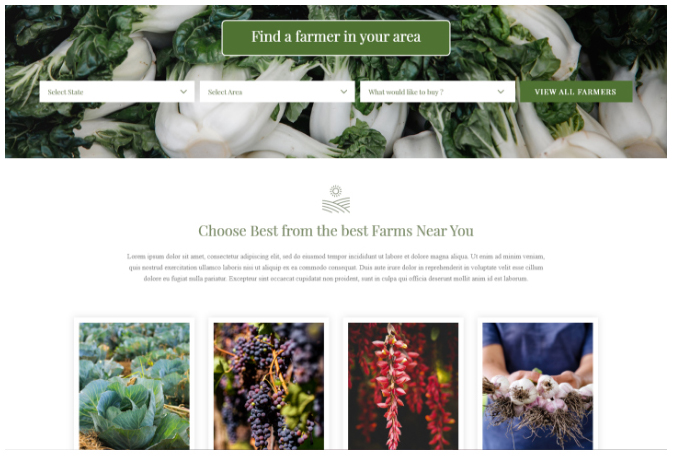 Find a farmer in your area
Select State
Select Area
What would like to buy ?
VIEW ALL FARMERS
Choose Best from the best Farms Near You
Lorem ipsum dolor sit amet, consectetur adipiscing elit, sed do eiusmod tempor incididunt ut labore et dolore magna aliqua. Ut enim ad minim veniam,
quis nostrud exercitation ullamco laboris nisi ut aliquip ex ea commodo consequat. Duis aute irure dolor in reprehenderit in voluptate velit esse cillum
dolore eu fugiat nulla pariatur. Excepteur sint occaecat cupidatat non proident, sunt in culpa qui officia deserunt mollit anim id est laborum.